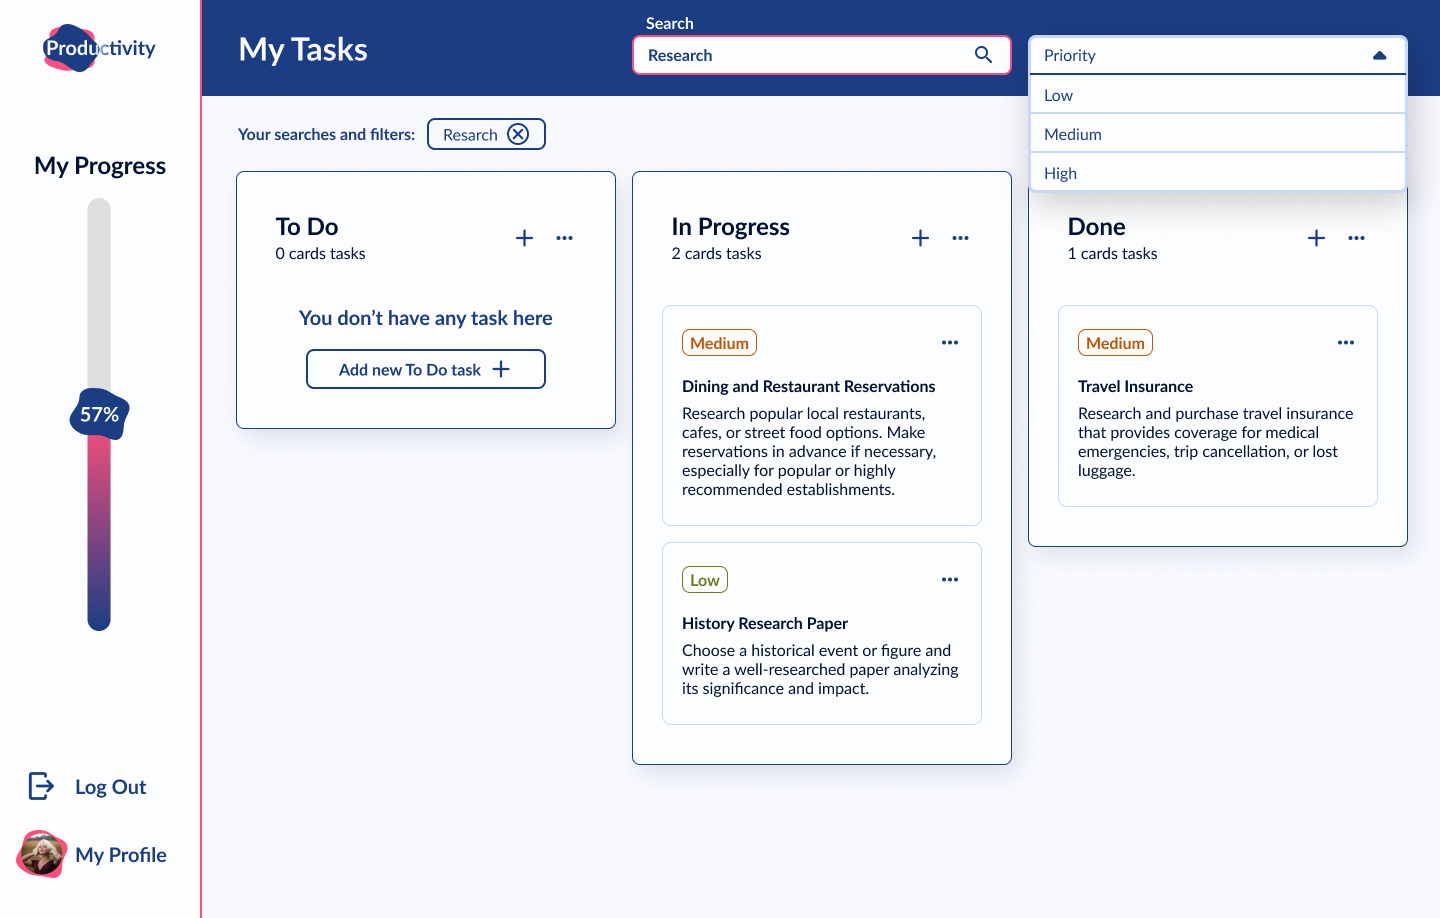 Productivity
My Progress
57%
Log Out
My Profile
My Tasks
Search
Research
Priority
Low
Medium
High
Your searches and filters:
Resarch
To Do
0 cards tasks
You don’t have any task here
Add new To Do task
In Progress
2 cards tasks
Medium
Dining and Restaurant Reservations
Research popular local restaurants,
cafes, or street food options. Make
reservations in advance if necessary,
especially for popular or highly
recommended establishments.
Low
History Research Paper
Choose a historical event or figure and
write a well-researched paper analyzing
its significance and impact.
Done
1 cards tasks
Medium
Travel Insurance
Research and purchase travel insurance
that provides coverage for medical
emergencies, trip cancellation, or lost
luggage.